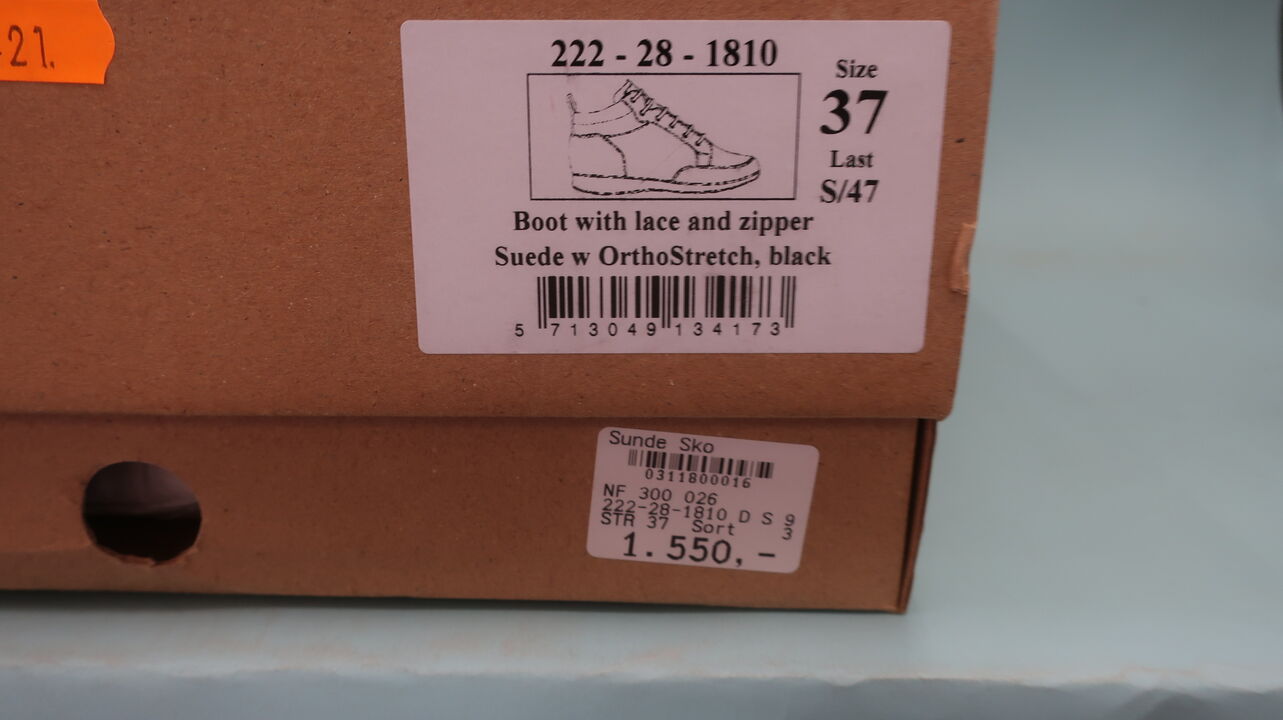 -21.
222 - 28 - 1810
Size
37
Last
S/47
Boot with lace and zipper
Suede w OrthoStretch, black
5 713049 134173
Sunde Sko
0311800016
NF 300 026
222-28-1810 D S 9
STR 37 Sort 3
1.550,-